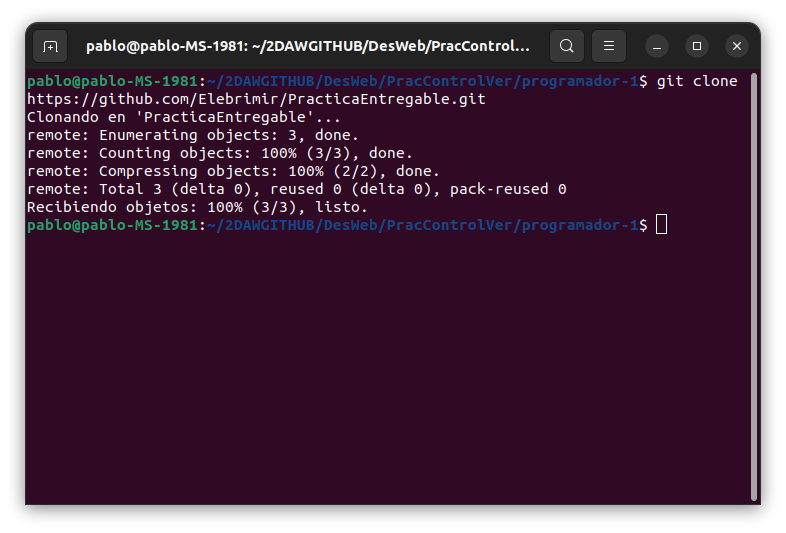 pablo@pablo-MS-1981: ~/2DAWGITHUB/DesWeb/PracControl...
pablo@pablo-MS-1981:~/2DAWGITHUB/DesWeb/PracControlVer/programador-1$ git clone
https://github.com/Elebrimir/PracticaEntregable.git
Clonando en 'PracticaEntregable'...
remote: Enumerating objects: 3, done.
remote: Counting objects: 100% (3/3), done.
remote: Compressing objects: 100% (2/2), done.
remote: Total 3 (delta 0), reused 0 (delta 0), pack-reused 0
Recibiendo objetos: 100% (3/3), listo.
pablo@pablo-MS-1981:~/2DAWGITHUB/DesWeb/PracControlVer/programador-1$